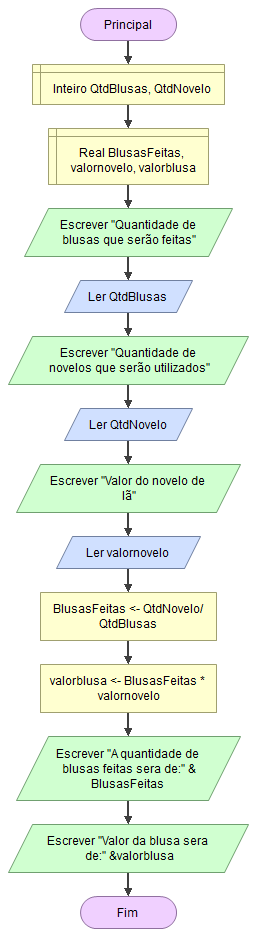 Principal
Inteiro QtdBlusas, QtdNovelo
Real BlusasFeitas,
valornovelo, valorblusa
Escrever "Quantidade de
blusas que serão feitas"
Ler QtdBlusas
Escrever "Quantidade de
novelos que serão utilizados"
Ler QtdNovelo
Escrever "Valor do novelo de
lã"
Ler valornovelo
BlusasFeitas <- QtdNovelo/
QtdBlusas
valorblusa <- BlusasFeitas *
valornovelo
Escrever "A quantidade de
blusas feitas sera de:" &
BlusasFeitas
Escrever "Valor da blusa sera
de:" &valorblusa
Fim